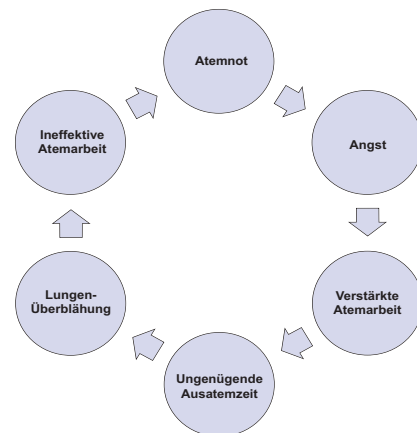 Atemnot
Angst
Verstärkte
Atemarbeit
Ungenügende
Ausatemzeit
Lungen-
Überblähung
Ineffektive
Atemarbeit